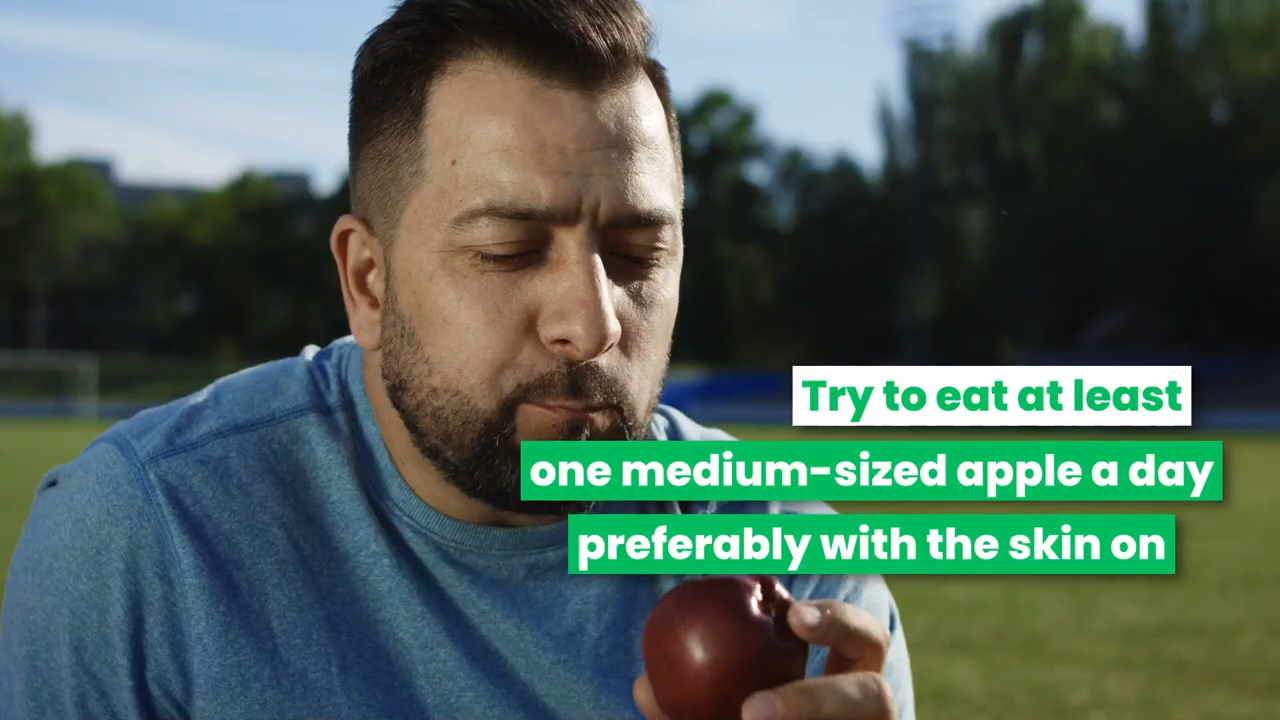 Try to eat at least
one medium-sized apple a day
preferably with the skin on